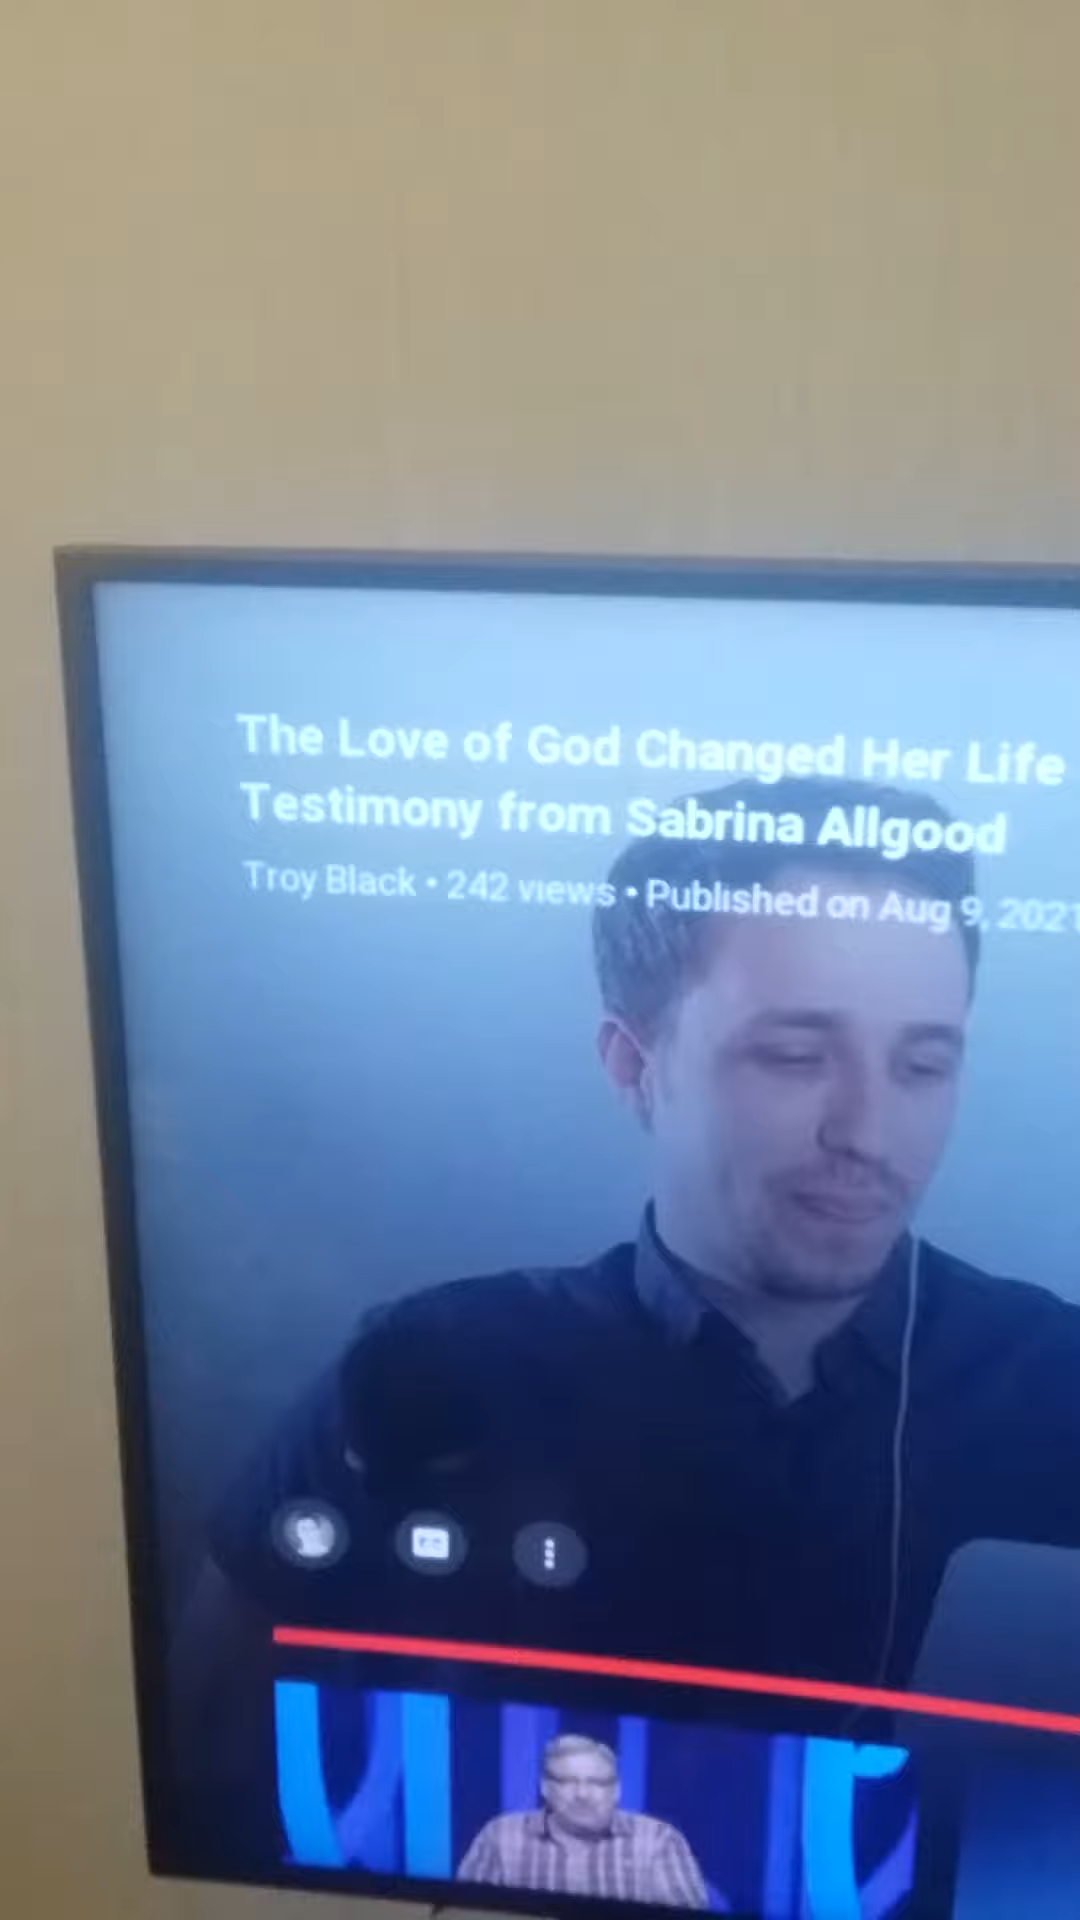 The Love of God Changed Her Life
Testimony from Sabrina Allgood
Troy Black • 242 views • Published on Aug 9, 2021
CC